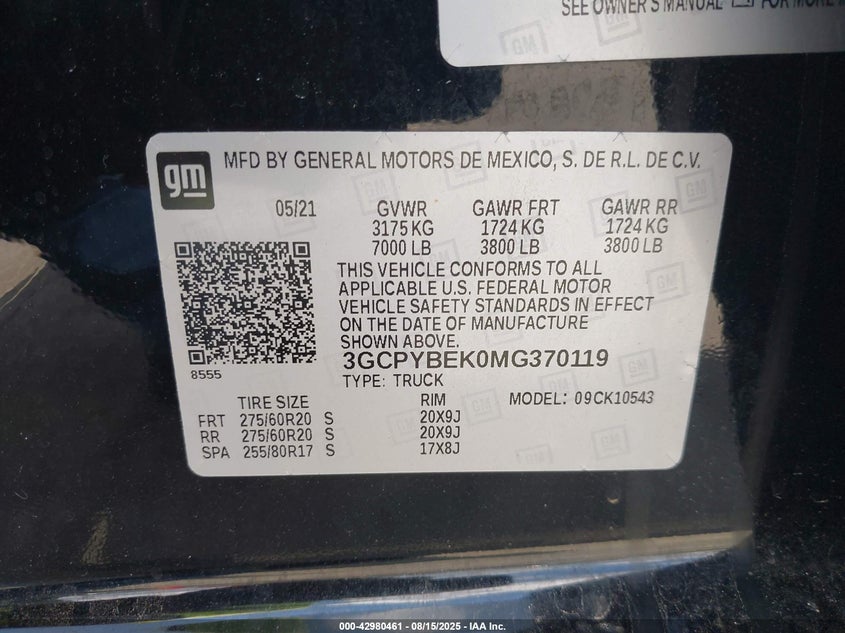 SEE OWNER'S MANUAL
FOR MORE
gm
MFD BY GENERAL MOTORS DE MEXICO, S. DE R.L. DE C.V.
05/21 GVWR GAWR FRT GAWR RR
3175 KG 1724 KG 1724 KG
7000 LB 3800 LB 3800 LB
THIS VEHICLE CONFORMS TO ALL
APPLICABLE U.S. FEDERAL MOTOR
VEHICLE SAFETY STANDARDS IN EFFECT
ON THE DATE OF MANUFACTURE
SHOWN ABOVE.
8555
3GCPYBEK0MG370119
TYPE: TRUCK
TIRE SIZE RIM MODEL: 09CK10543
FRT 275/60R20 S 20X9J
RR 275/60R20 S 20X9J
SPA 255/80R17 S 17X8J
000-42980461 - 08/15/2025 - IAA Inc.